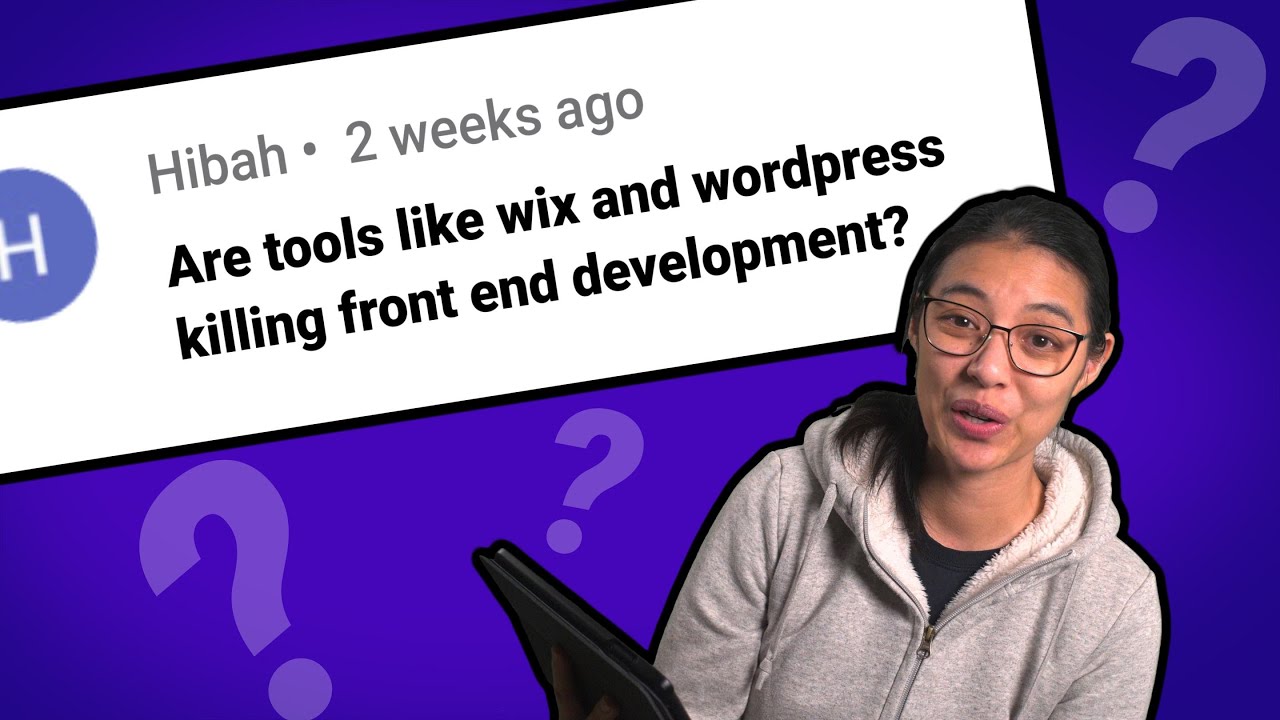 H
Hibah • 2 weeks ago
Are tools like wix and wordpress
killing front end development?
? ? ?